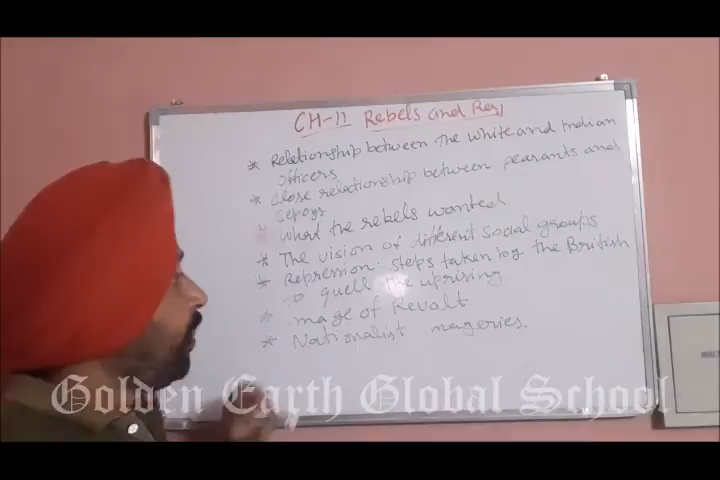 CH-11 Rebels and Raj
* Relationship between the white and Indian
officers
* close relationship between pearants and
sepoys
* what the rebels wanted
* The vision of different social groups
* Repression: steps taken by the British
to quell the uprising
* image of Revolt
* Nationalist mageries.
Golden Earth Global School